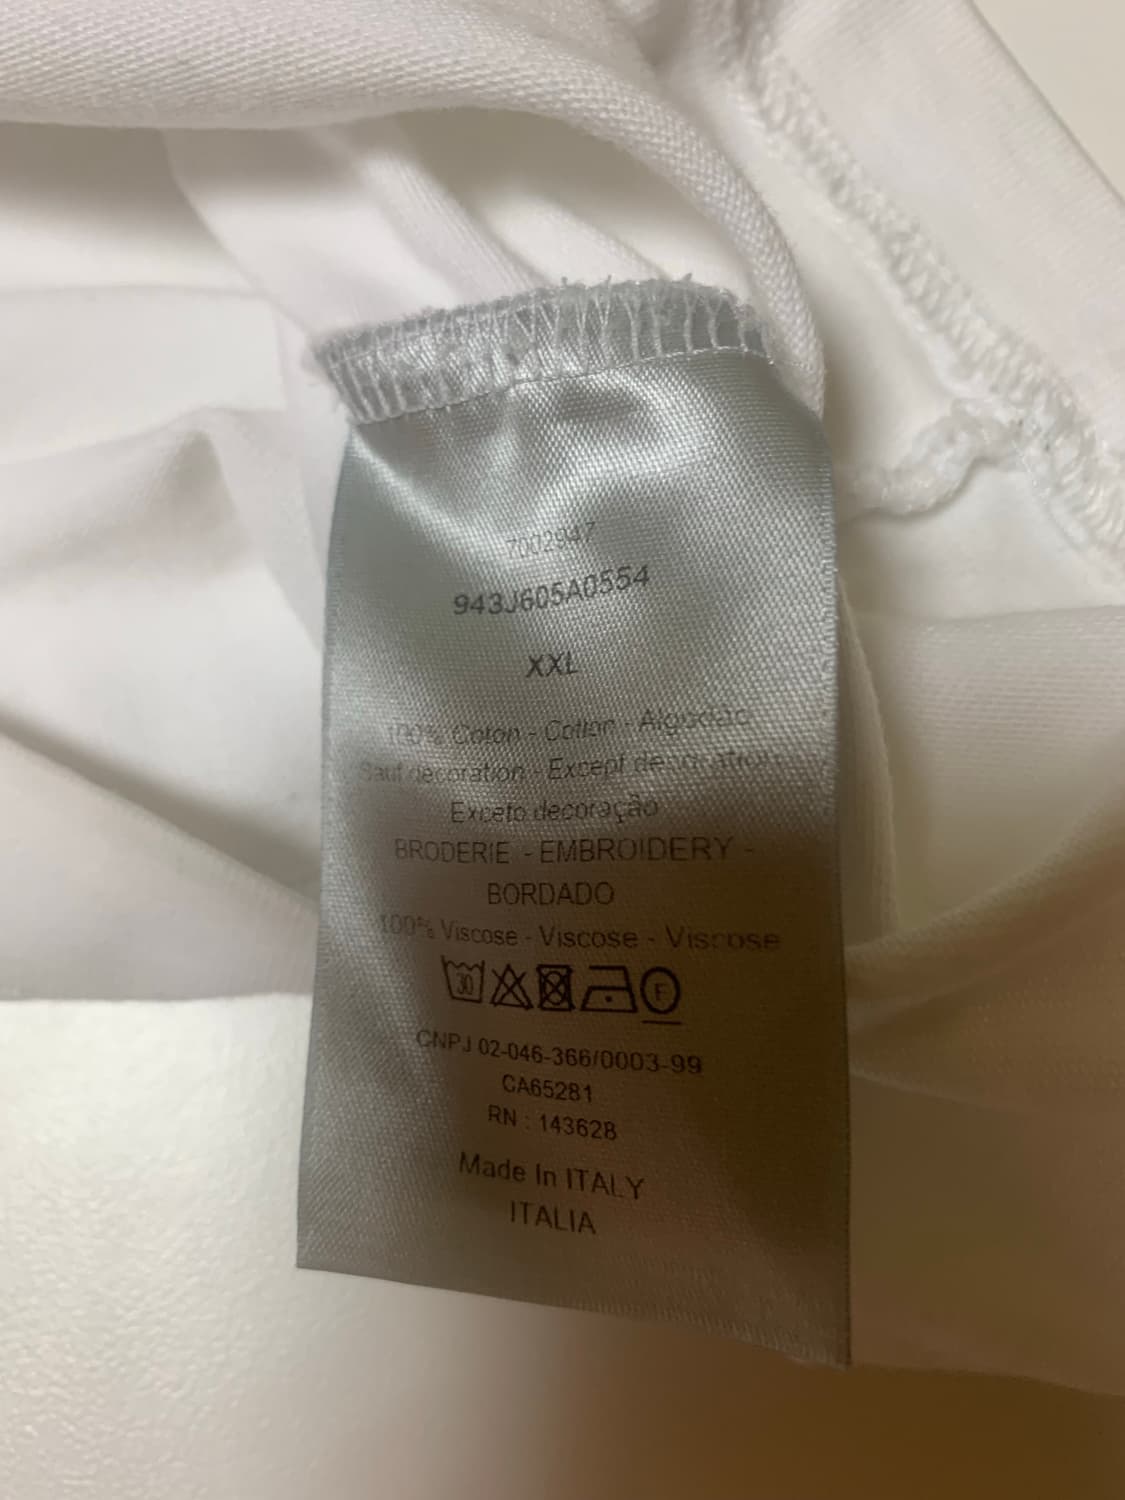 7002947
943J605A0554
XXL
100% Coton - Cotton - Algodão
Sauf decoration - Except decoration
Exceto decoração
BRODERIE - EMBROIDERY -
BORDADO
100% Viscose - Viscose - Viscose
30
F
CNPJ 02-046-366/0003-99
CA65281
RN : 143628
Made In ITALY
ITALIA